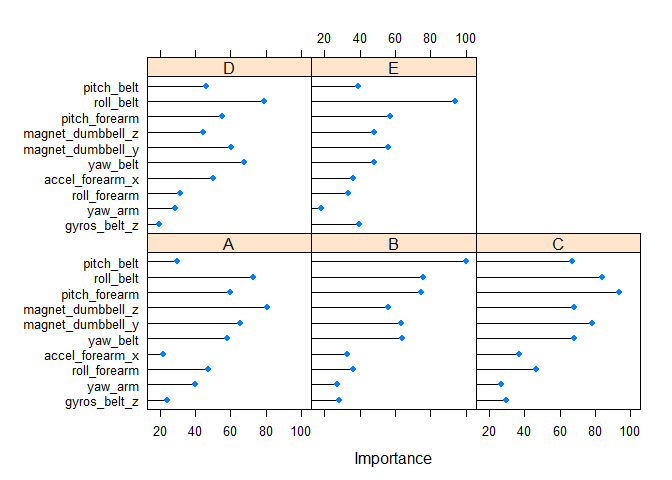 20 40 60 80 100
D E
pitch_belt
roll_belt
pitch_forearm
magnet_dumbbell_z
magnet_dumbbell_y
yaw_belt
accel_forearm_x
roll_forearm
yaw_arm
gyros_belt_z
A B C
pitch_belt
roll_belt
pitch_forearm
magnet_dumbbell_z
magnet_dumbbell_y
yaw_belt
accel_forearm_x
roll_forearm
yaw_arm
gyros_belt_z
20 40 60 80 100 20 40 60 80 100
Importance